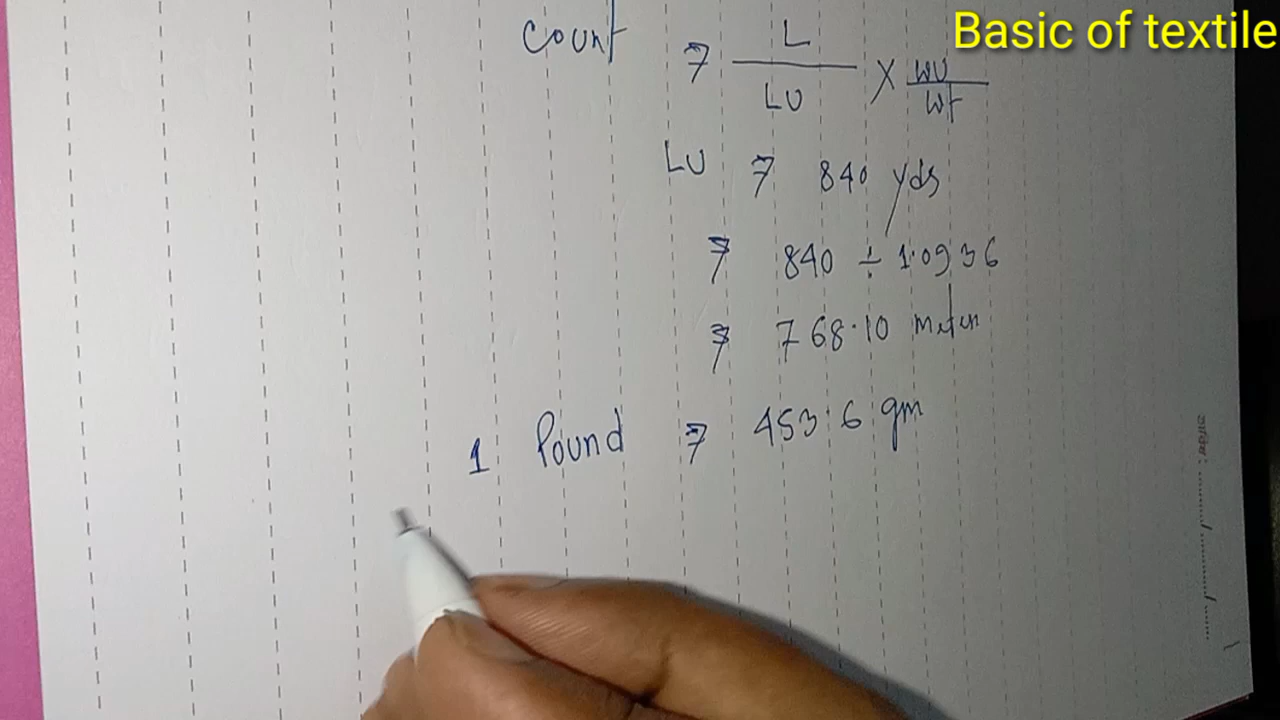 Basic of textile
Count = L / LU × WU / Wt
LU = 840 yds
= 840 ÷ 1.0936
= 768.10 meter
1 Pound = 453.6 gm